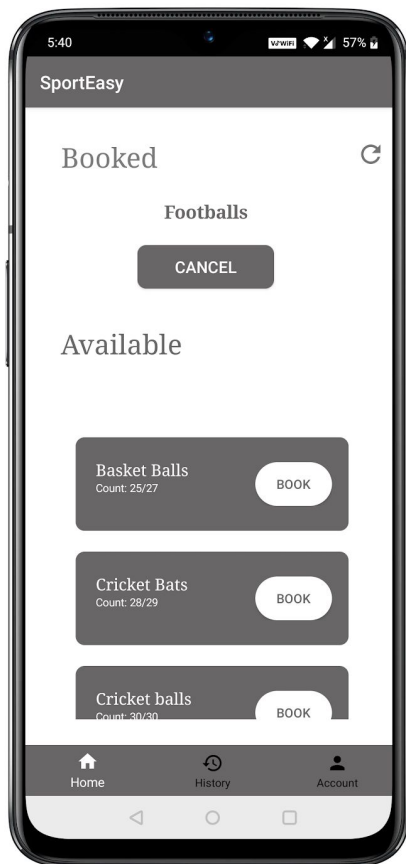 5:40
VoWiFi 57%
SportEasy
Booked
Footballs
CANCEL
Available
Basket Balls
Count: 25/27
BOOK
Cricket Bats
Count: 28/29
BOOK
Cricket balls
Count: 30/30
BOOK
Home
History
Account